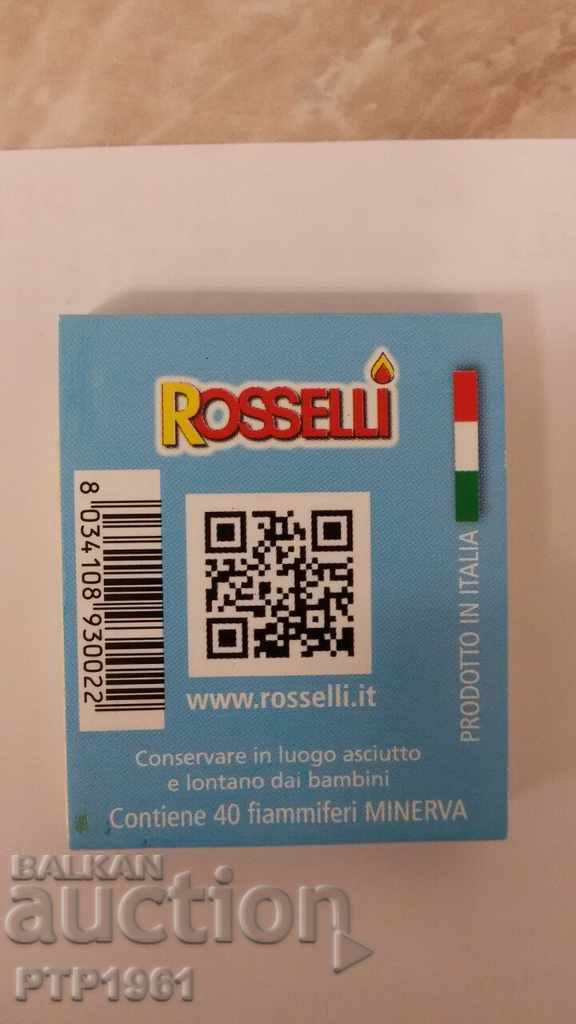 ROSSELLI
8 034108 930022
www.rosselli.it
PRODOTTO IN ITALIA
Conservare in luogo asciutto
e lontano dai bambini
Contiene 40 fiammiferi MINERVA
BALKAN
auction
PTP1961